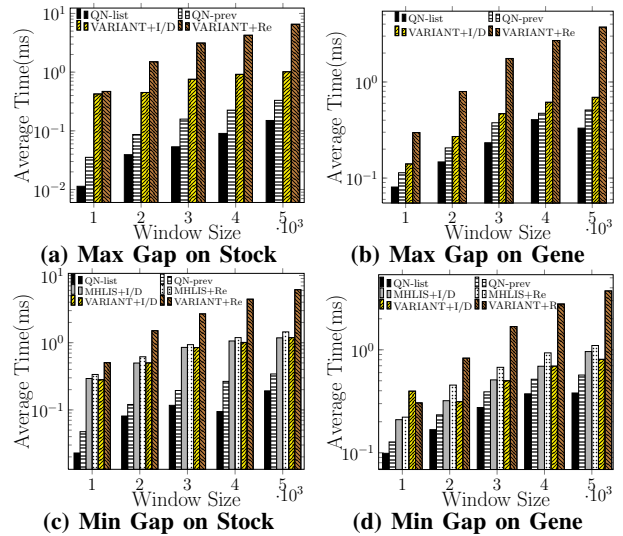 QN-list QN-prev
VARIANT+I/D VARIANT+Re
Average Time(ms)
10^1
10^0
10^-1
10^-2
1 2 3 4 5
Window Size ·10^3
(a) Max Gap on Stock
QN-list QN-prev
VARIANT+I/D VARIANT+Re
Average Time(ms)
10^0
10^-1
1 2 3 4 5
Window Size ·10^3
(b) Max Gap on Gene
QN-list QN-prev
MHLIS+I/D MHLIS+Re
VARIANT+I/D VARIANT+Re
Average Time(ms)
10^1
10^0
10^-1
1 2 3 4 5
Window Size ·10^3
(c) Min Gap on Stock
QN-list QN-prev
MHLIS+I/D MHLIS+Re
VARIANT+I/D VARIANT+Re
Average Time(ms)
10^0
10^-1
1 2 3 4 5
Window Size ·10^3
(d) Min Gap on Gene